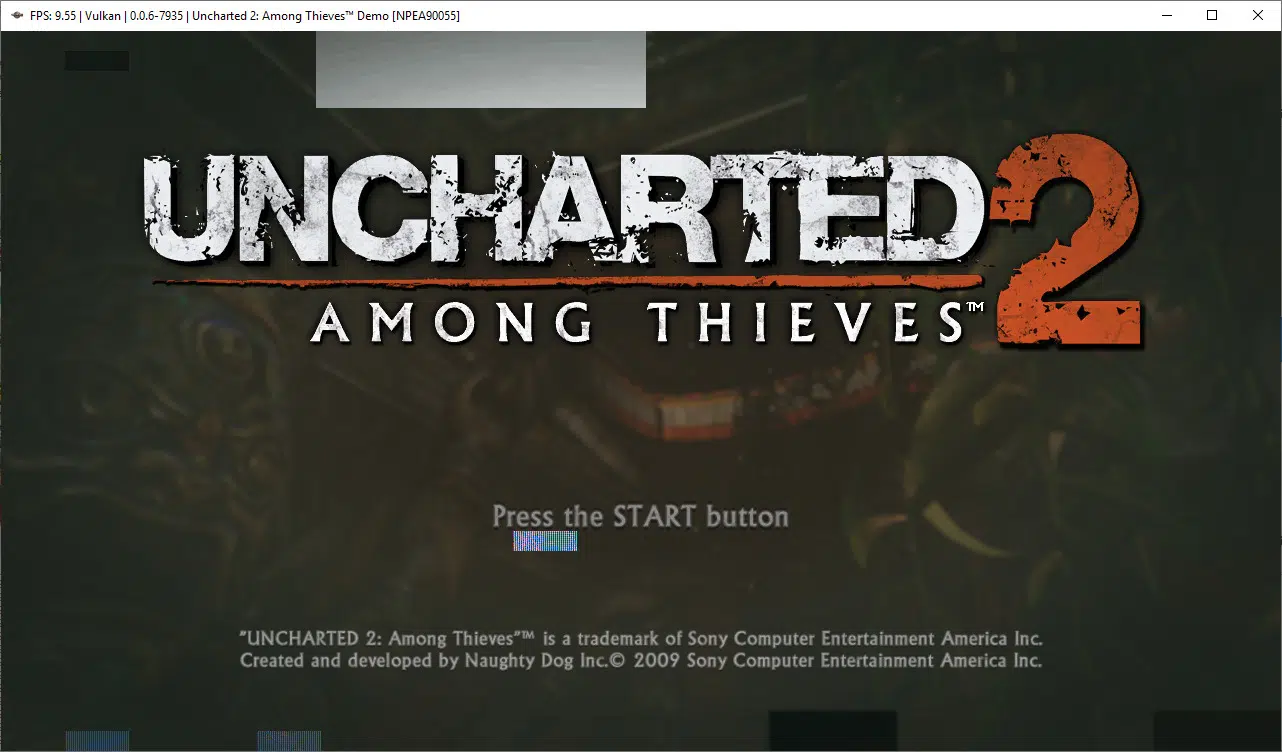 FPS: 9.55 | Vulkan | 0.0.6-7935 | Uncharted 2: Among Thieves™ Demo [NPEA90055]
UNCHARTED 2
AMONG THIEVES™
Press the START button
"UNCHARTED 2: Among Thieves"™ is a trademark of Sony Computer Entertainment America Inc.
Created and developed by Naughty Dog Inc.© 2009 Sony Computer Entertainment America Inc.